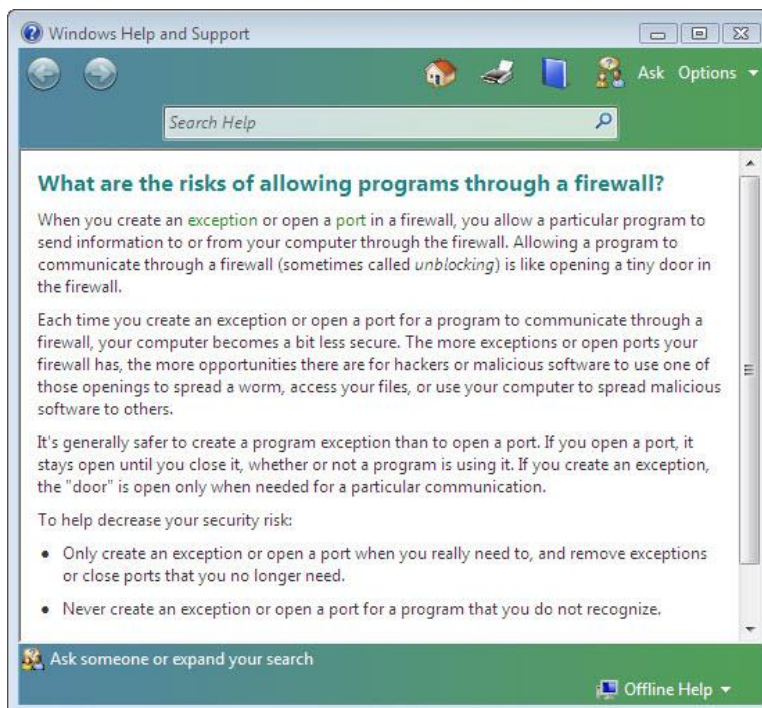 Windows Help and Support
Ask Options
Search Help
What are the risks of allowing programs through a firewall?
When you create an exception or open a port in a firewall, you allow a particular program to
send information to or from your computer through the firewall. Allowing a program to
communicate through a firewall (sometimes called unblocking) is like opening a tiny door in
the firewall.
Each time you create an exception or open a port for a program to communicate through a
firewall, your computer becomes a bit less secure. The more exceptions or open ports your
firewall has, the more opportunities there are for hackers or malicious software to use one of
those openings to spread a worm, access your files, or use your computer to spread malicious
software to others.
It's generally safer to create a program exception than to open a port. If you open a port, it
stays open until you close it, whether or not a program is using it. If you create an exception,
the "door" is open only when needed for a particular communication.
To help decrease your security risk:
• Only create an exception or open a port when you really need to, and remove exceptions
or close ports that you no longer need.
• Never create an exception or open a port for a program that you do not recognize.
Ask someone or expand your search
Offline Help